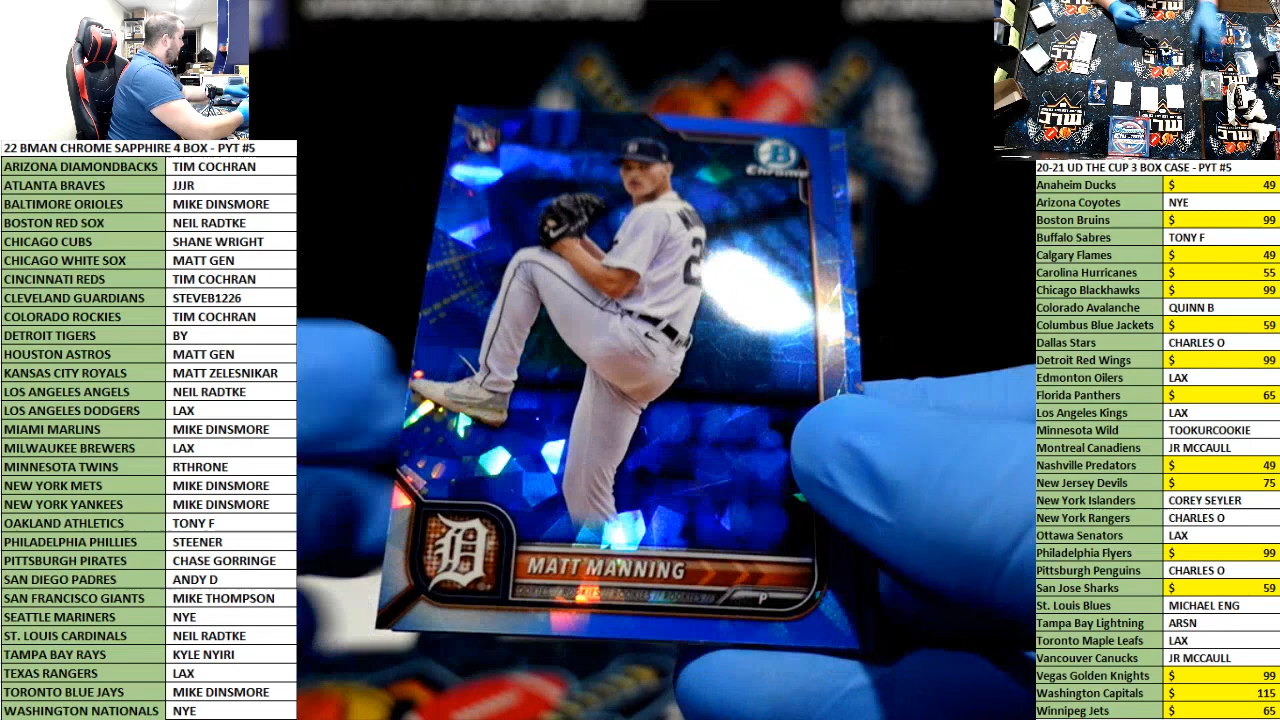 22 BMAN CHROME SAPPHIRE 4 BOX - PYT #5
ARIZONA DIAMONDBACKS TIM COCHRAN
ATLANTA BRAVES JJJR
BALTIMORE ORIOLES MIKE DINSMORE
BOSTON RED SOX NEIL RADTKE
CHICAGO CUBS SHANE WRIGHT
CHICAGO WHITE SOX MATT GEN
CINCINNATI REDS TIM COCHRAN
CLEVELAND GUARDIANS STEVEB1226
COLORADO ROCKIES TIM COCHRAN
DETROIT TIGERS BY
HOUSTON ASTROS MATT GEN
KANSAS CITY ROYALS MATT ZELESNIKAR
LOS ANGELES ANGELS NEIL RADTKE
LOS ANGELES DODGERS LAX
MIAMI MARLINS MIKE DINSMORE
MILWAUKEE BREWERS LAX
MINNESOTA TWINS RTHRONE
NEW YORK METS MIKE DINSMORE
NEW YORK YANKEES MIKE DINSMORE
OAKLAND ATHLETICS TONY F
PHILADELPHIA PHILLIES STEENER
PITTSBURGH PIRATES CHASE GORRINGE
SAN DIEGO PADRES ANDY D
SAN FRANCISCO GIANTS MIKE THOMPSON
SEATTLE MARINERS NYE
ST. LOUIS CARDINALS NEIL RADTKE
TAMPA BAY RAYS KYLE NYIRI
TEXAS RANGERS LAX
TORONTO BLUE JAYS MIKE DINSMORE
WASHINGTON NATIONALS NYE
B
Chrome
D
MATT MANNING
P
20-21 UD THE CUP 3 BOX CASE - PYT #5
Anaheim Ducks $ 49
Arizona Coyotes NYE
Boston Bruins $ 99
Buffalo Sabres TONY F
Calgary Flames $ 49
Carolina Hurricanes $ 55
Chicago Blackhawks $ 99
Colorado Avalanche QUINN B
Columbus Blue Jackets $ 59
Dallas Stars CHARLES O
Detroit Red Wings $ 99
Edmonton Oilers LAX
Florida Panthers $ 65
Los Angeles Kings LAX
Minnesota Wild TOOKURCOOKIE
Montreal Canadiens JR MCCAULL
Nashville Predators $ 49
New Jersey Devils $ 75
New York Islanders COREY SEYLER
New York Rangers CHARLES O
Ottawa Senators LAX
Philadelphia Flyers $ 99
Pittsburgh Penguins CHARLES O
San Jose Sharks $ 59
St. Louis Blues MICHAEL ENG
Tampa Bay Lightning ARSN
Toronto Maple Leafs LAX
Vancouver Canucks JR MCCAULL
Vegas Golden Knights $ 99
Washington Capitals $ 115
Winnipeg Jets $ 65